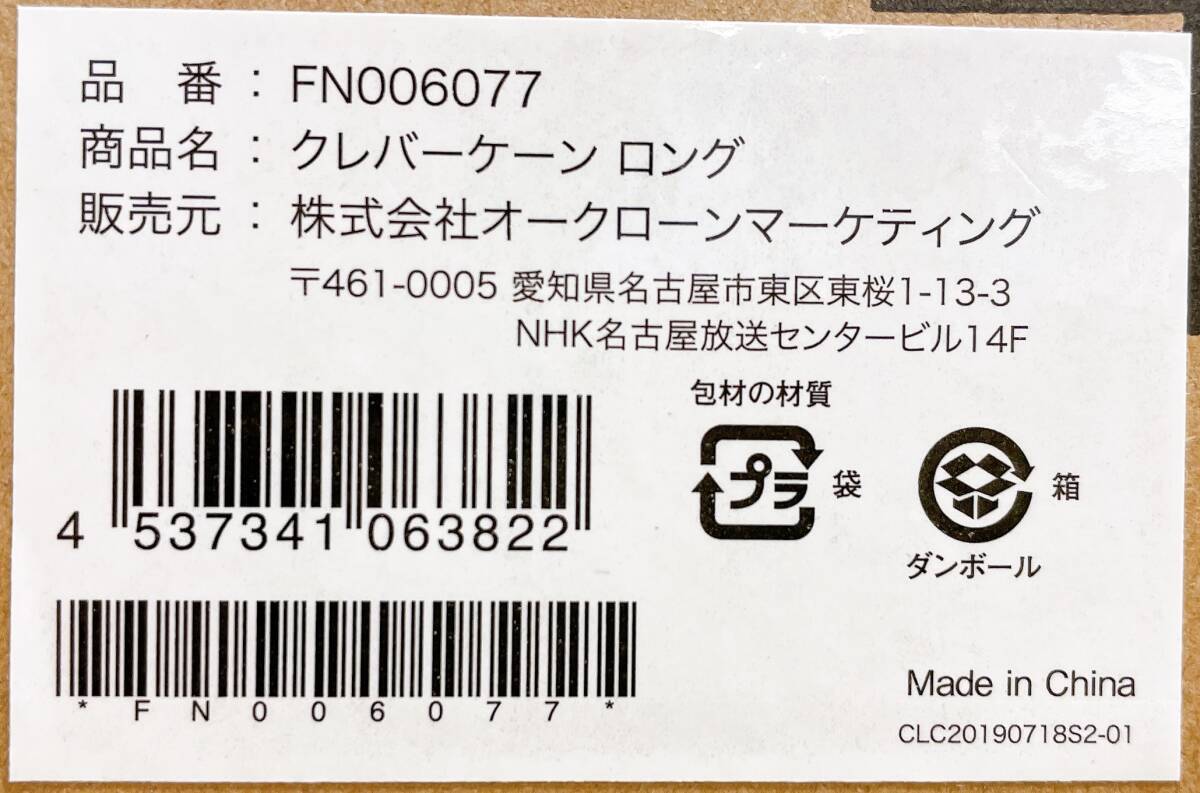 品　番 : FN006077
商品名 : クレバーケーン ロング
販売元 : 株式会社オークローンマーケティング
〒461-0005 愛知県名古屋市東区東桜1-13-3
NHK名古屋放送センタービル14F
包材の材質
プラ 袋
箱
ダンボール
4 537341 063822
*FN006077*
Made in China
CLC20190718S2-01